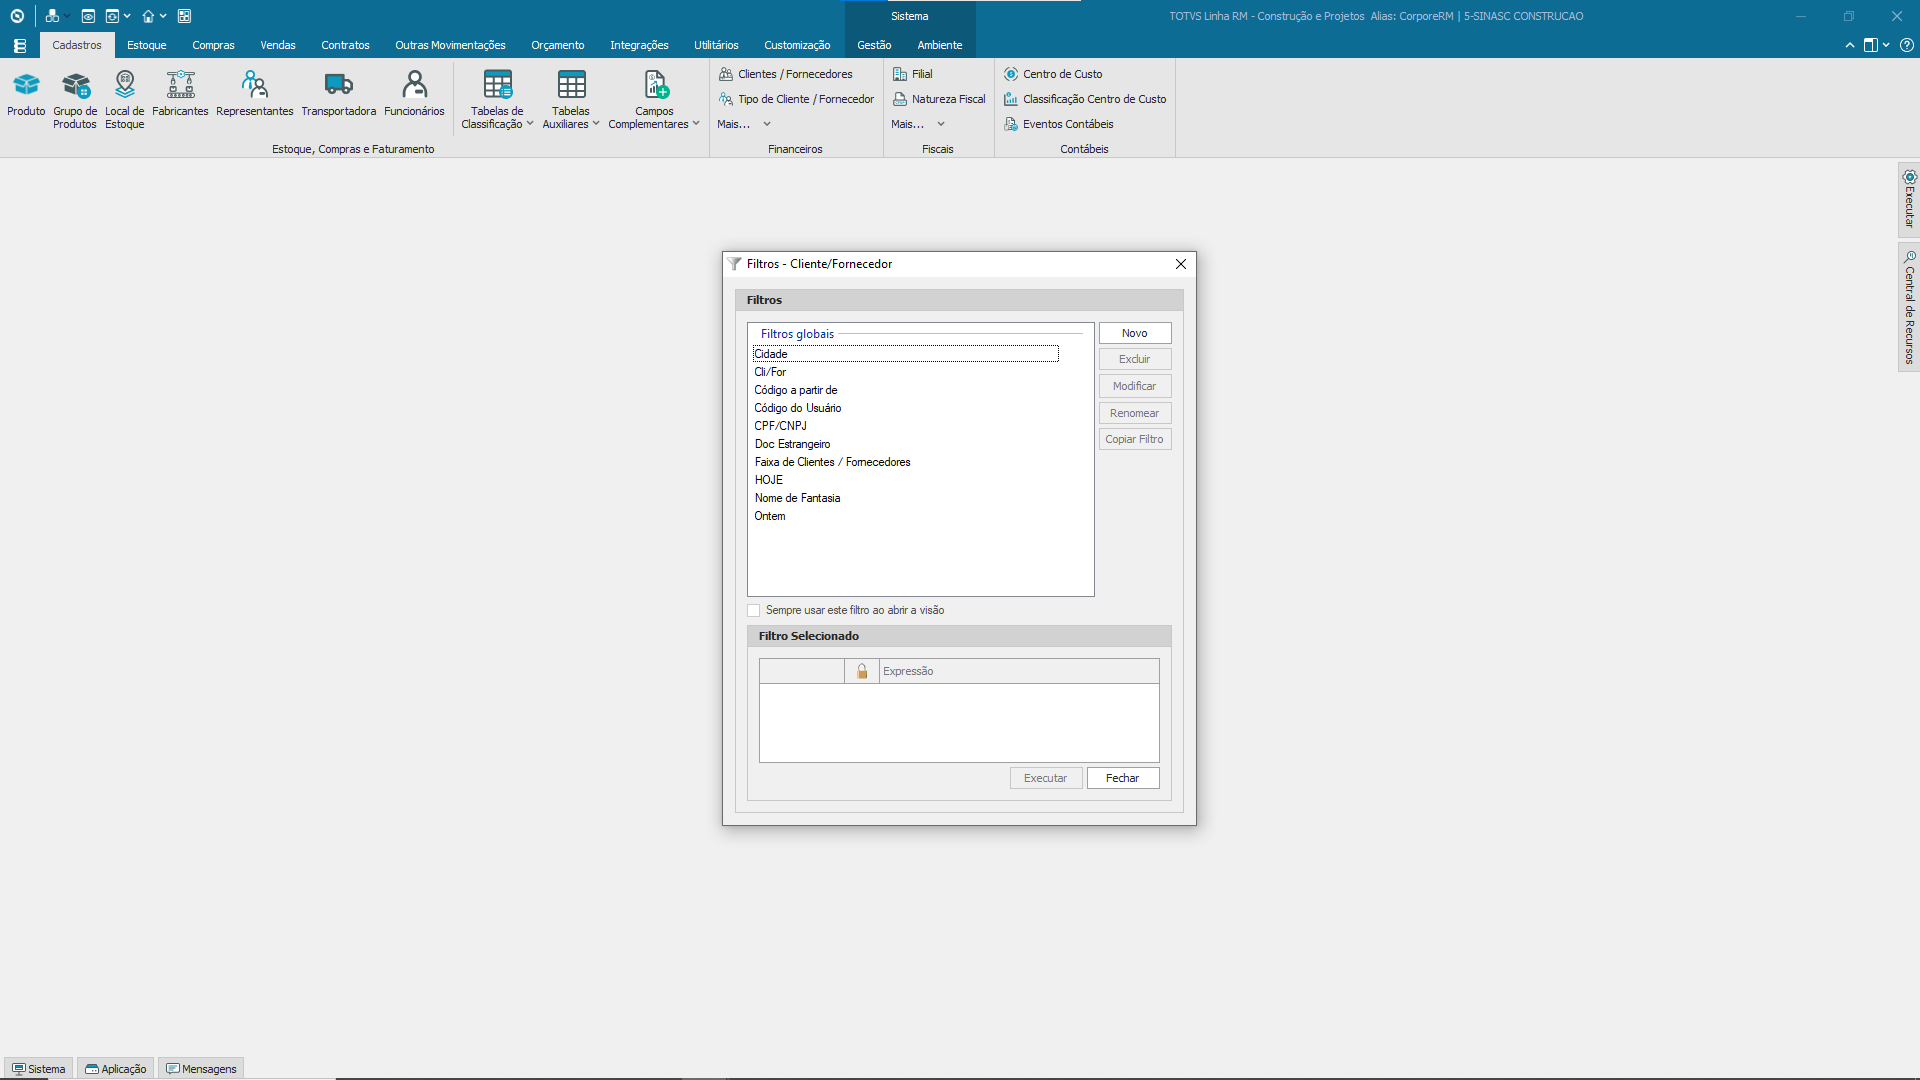 Sistema
TOTVS Linha RM - Construção e Projetos  Alias: CorporeRM | 5-SINASC CONSTRUCAO
Cadastros
Estoque
Compras
Vendas
Contratos
Outras Movimentações
Orçamento
Integrações
Utilitários
Customização
Gestão
Ambiente
Produto
Grupo de
Produtos
Local de
Estoque
Fabricantes
Representantes
Transportadora
Funcionários
Tabelas de
Classificação
Tabelas
Auxiliares
Campos
Complementares
Estoque, Compras e Faturamento
Clientes / Fornecedores
Tipo de Cliente / Fornecedor
Mais...
Financeiros
Filial
Natureza Fiscal
Mais...
Fiscais
Centro de Custo
Classificação Centro de Custo
Eventos Contábeis
Contábeis
Executar
Central de Recursos
Filtros - Cliente/Fornecedor
Filtros
Filtros globais
Cidade
Cli/For
Código a partir de
Código do Usuário
CPF/CNPJ
Doc Estrangeiro
Faixa de Clientes / Fornecedores
HOJE
Nome de Fantasia
Ontem
Novo
Excluir
Modificar
Renomear
Copiar Filtro
Sempre usar este filtro ao abrir a visão
Filtro Selecionado
Expressão
Executar
Fechar
Sistema
Aplicação
Mensagens